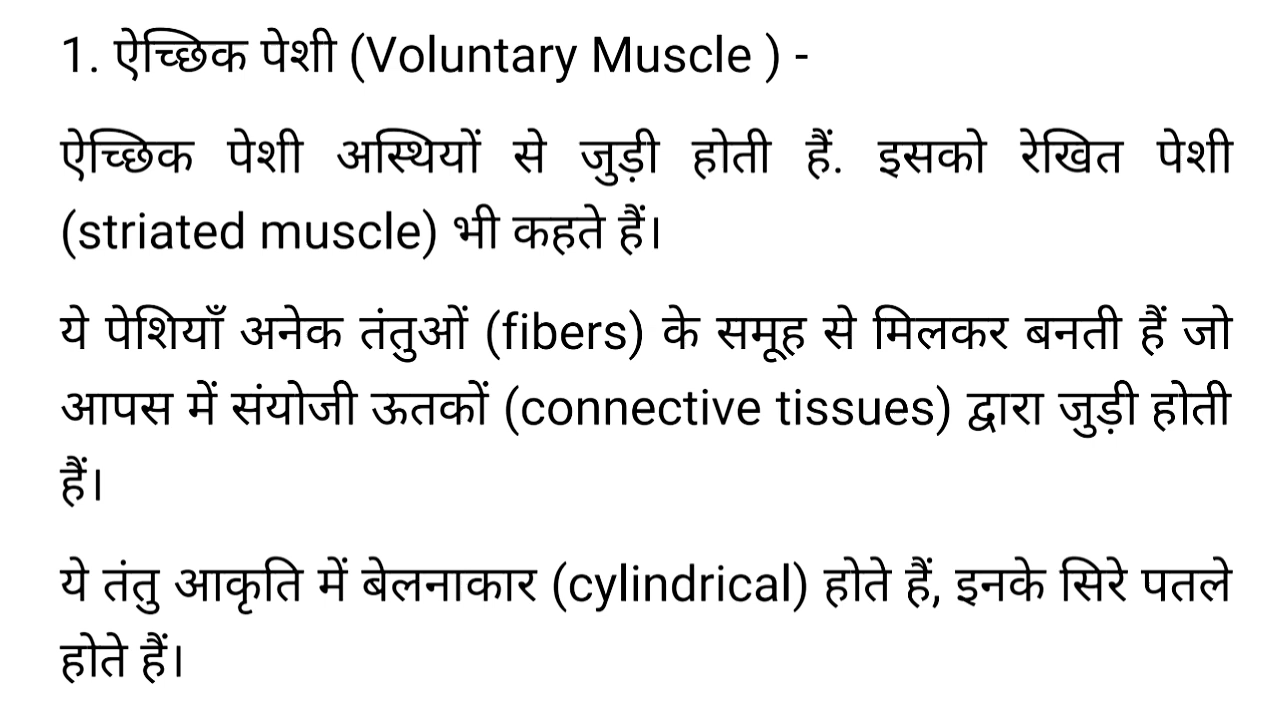 1. ऐच्छिक पेशी (Voluntary Muscle ) -
ऐच्छिक पेशी अस्थियों से जुड़ी होती हैं. इसको रेखित पेशी
(striated muscle) भी कहते हैं।
ये पेशियाँ अनेक तंतुओं (fibers) के समूह से मिलकर बनती हैं जो
आपस में संयोजी ऊतकों (connective tissues) द्वारा जुड़ी होती
हैं।
ये तंतु आकृति में बेलनाकार (cylindrical) होते हैं, इनके सिरे पतले
होते हैं।